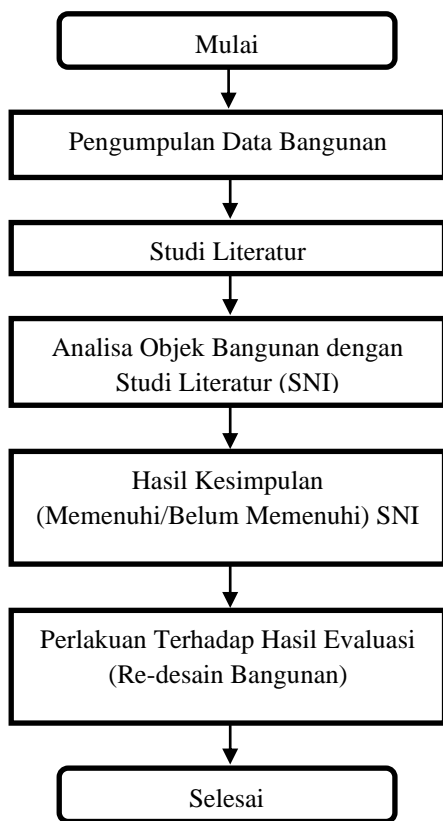 Mulai
Pengumpulan Data Bangunan
Studi Literatur
Analisa Objek Bangunan dengan
Studi Literatur (SNI)
Hasil Kesimpulan
(Memenuhi/Belum Memenuhi) SNI
Perlakuan Terhadap Hasil Evaluasi
(Re-desain Bangunan)
Selesai